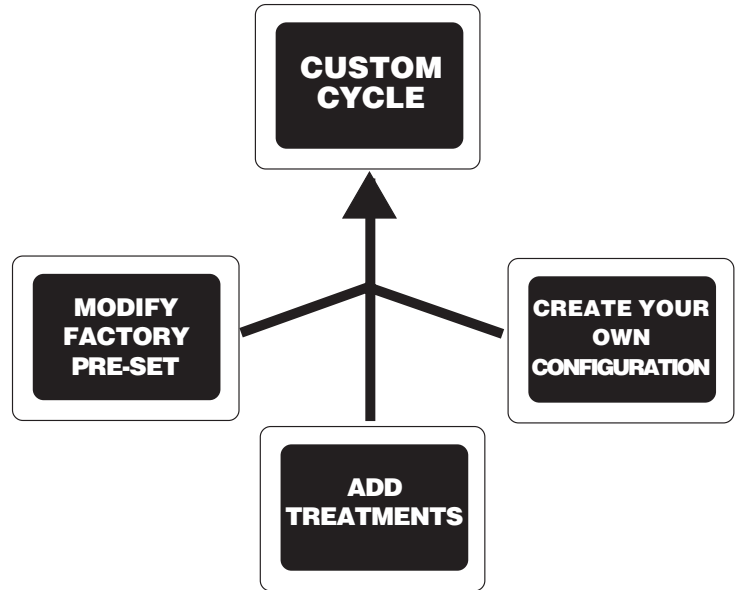 CUSTOM
CYCLE
MODIFY
FACTORY
PRE-SET
CREATE YOUR
OWN
CONFIGURATION
ADD
TREATMENTS